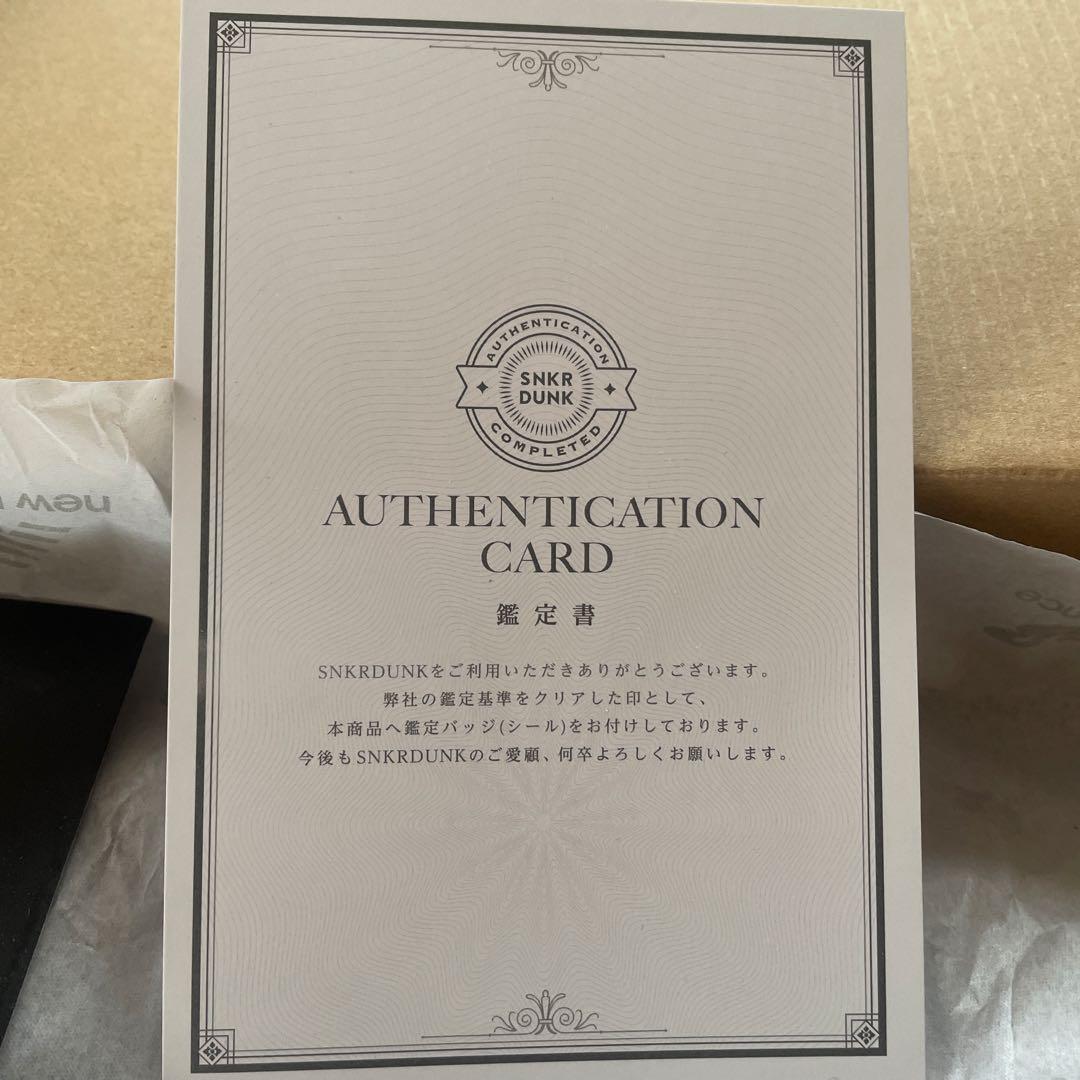 AUTHENTICATION
SNKR
DUNK
COMPLETED
AUTHENTICATION
CARD
鑑定書
SNKRDUNKをご利用いただきありがとうございます。
弊社の鑑定基準をクリアした印として、
本商品へ鑑定バッジ(シール)をお付けしております。
今後もSNKRDUNKのご愛顧、何卒よろしくお願いします。
new